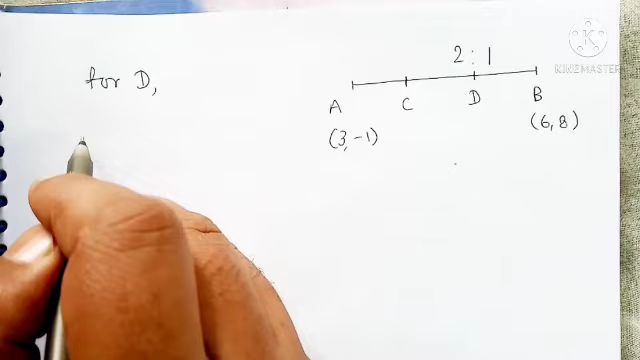 for D,
2 : 1
A C D B
(3, -1) (6, 8)
K
KINEMASTER